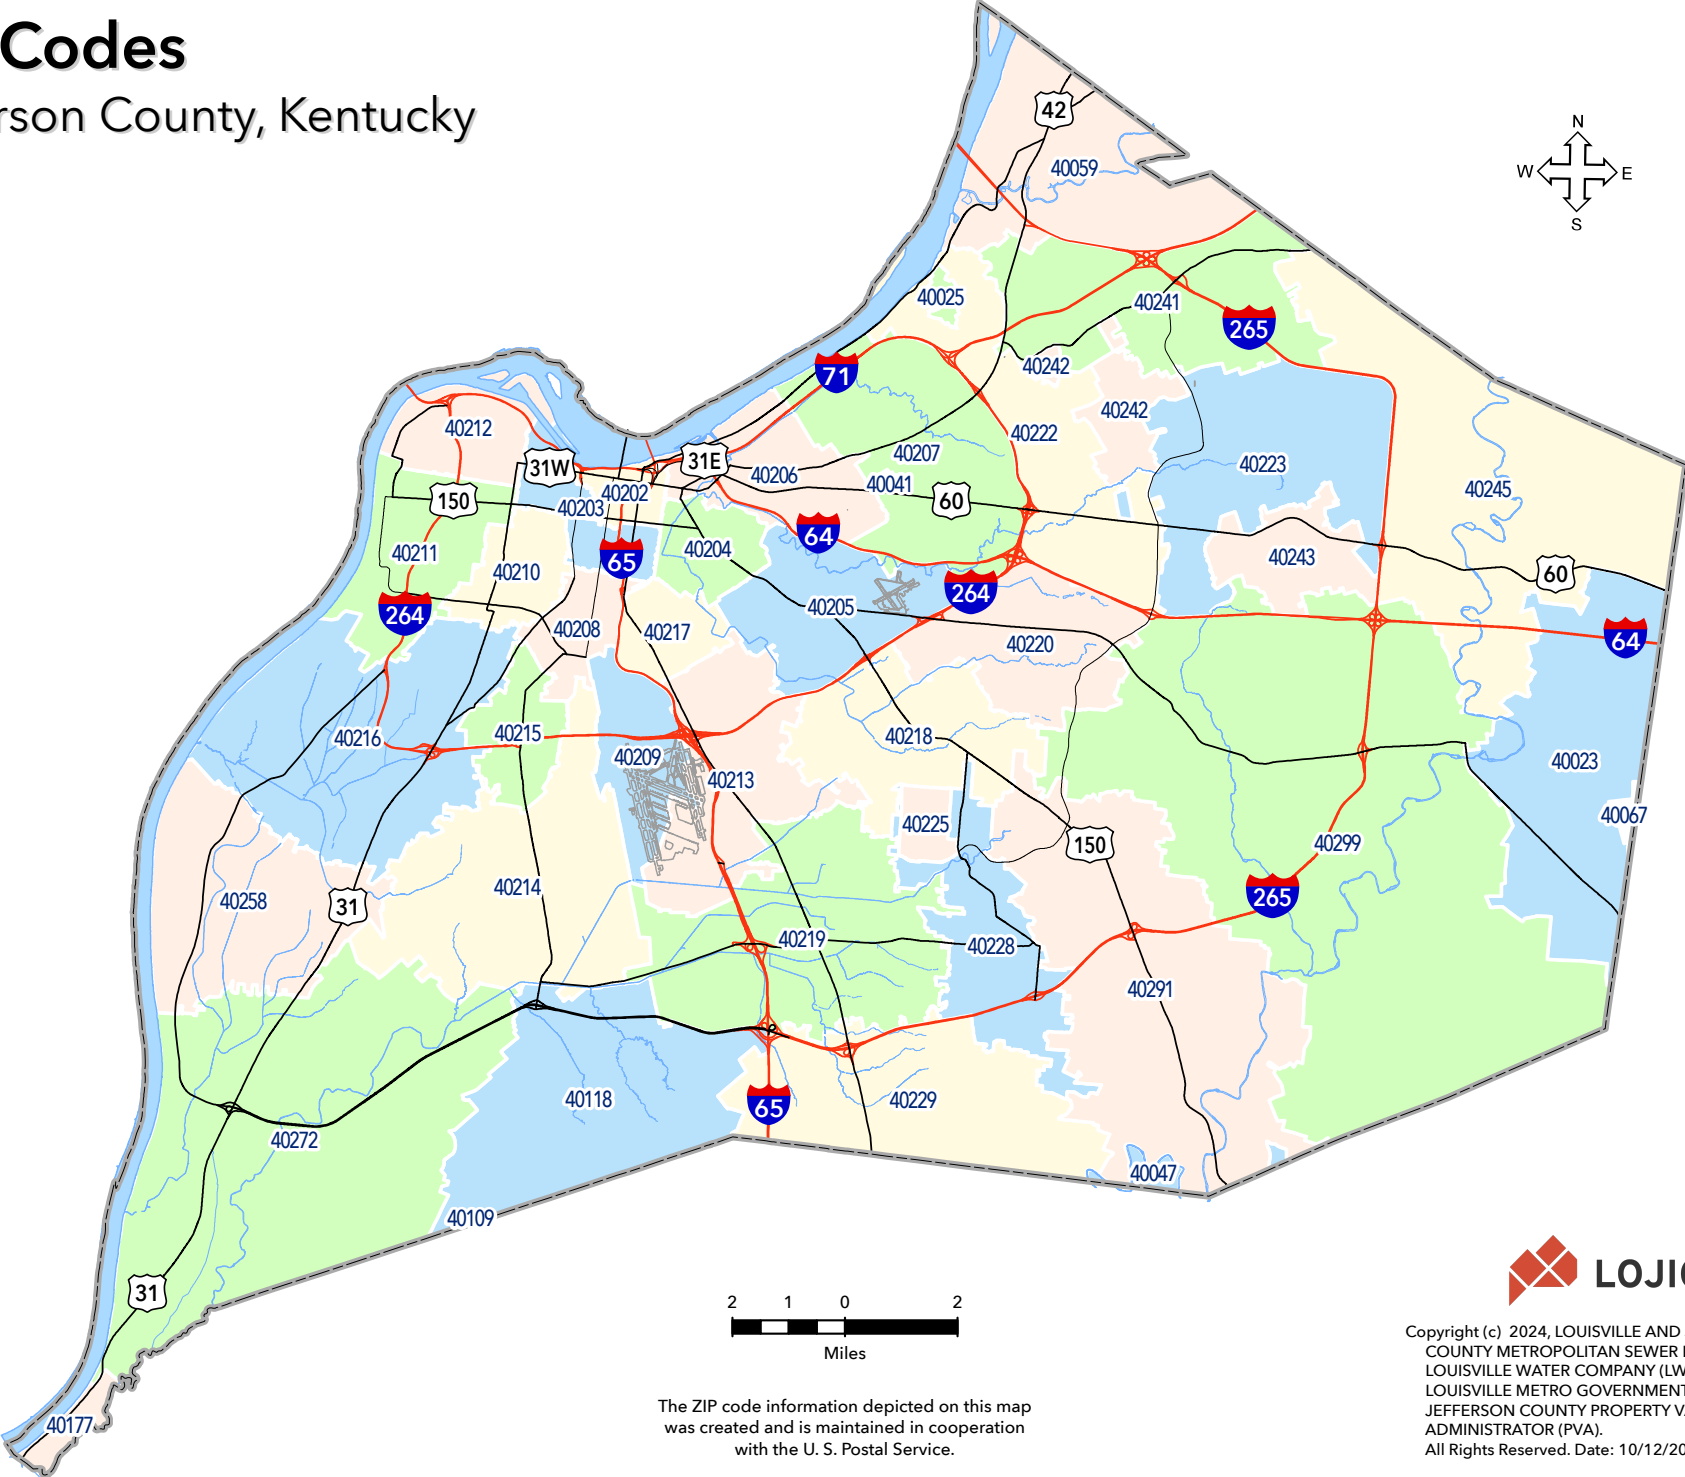 Codes
rson County, Kentucky
42
40059
N
W
E
S
40025
40241
265
71
40242
40242
40212
40222
31W
31E
40207
40223
40206
40041
60
40245
150
40202
40203
64
40211
40204
40243
65
40210
60
264
264
40205
40208
40217
40220
64
40216
40215
40218
40209
40213
40023
40225
40067
150
40299
40214
265
40258
31
40219
40228
40291
40118
65
40229
40272
40047
40109
31
40177
2 1 0 2
Miles
The ZIP code information depicted on this map
was created and is maintained in cooperation
with the U. S. Postal Service.
LOJI
Copyright (c) 2024, LOUISVILLE AND
COUNTY METROPOLITAN SEWER
LOUISVILLE WATER COMPANY (LW
LOUISVILLE METRO GOVERNMENT
JEFFERSON COUNTY PROPERTY V
ADMINISTRATOR (PVA).
All Rights Reserved. Date: 10/12/20